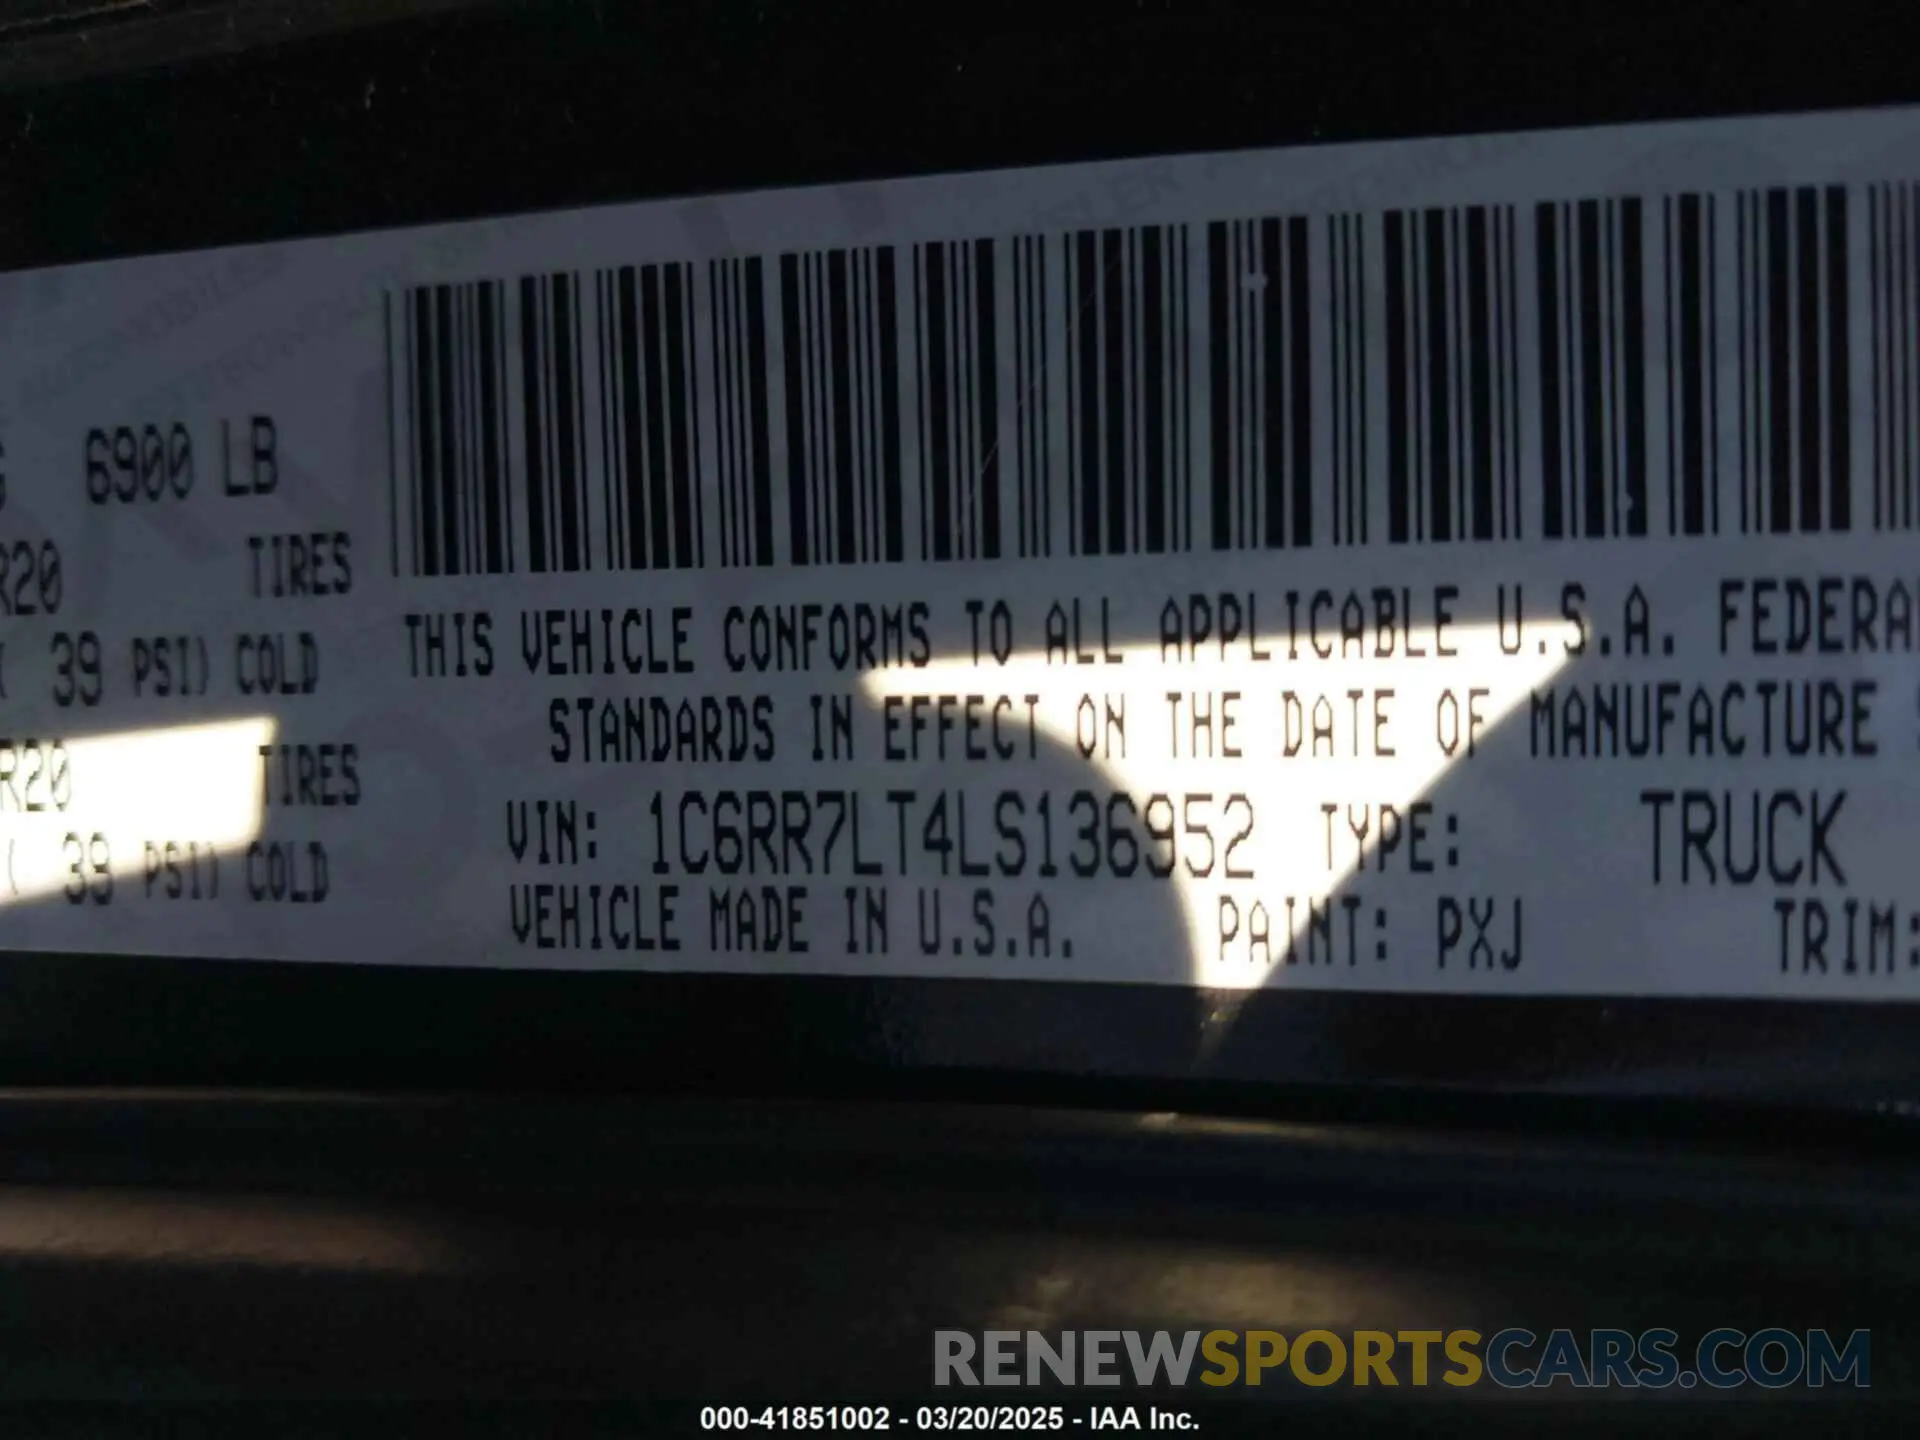 6900 LB
R20 TIRES
( 39 PSI) COLD
R20 TIRES
( 39 PSI) COLD
THIS VEHICLE CONFORMS TO ALL APPLICABLE U.S.A. FEDERAL
STANDARDS IN EFFECT ON THE DATE OF MANUFACTURE
VIN: 1C6RR7LT4LS136952 TYPE: TRUCK
VEHICLE MADE IN U.S.A. PAINT: PXJ TRIM:
RENEWSPORTSCARS.COM
000-41851002 - 03/20/2025 - IAA Inc.